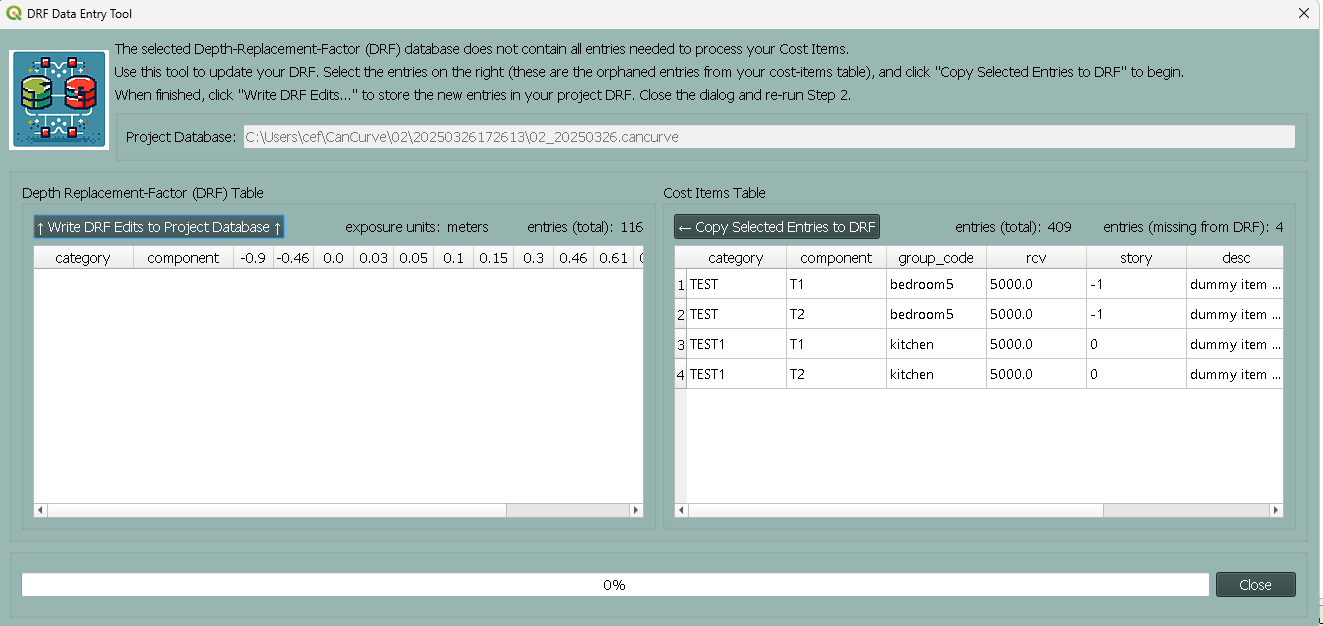 DRF Data Entry Tool
The selected Depth-Replacement-Factor (DRF) database does not contain all entries needed to process your Cost Items.
Use this tool to update your DRF. Select the entries on the right (these are the orphaned entries from your cost-items table), and click "Copy Selected Entries to DRF" to begin.
When finished, click "Write DRF Edits..." to store the new entries in your project DRF. Close the dialog and re-run Step 2.
Project Database: C:\Users\cef\CanCurve\02\20250326172613\02_20250326.cancurve
Depth Replacement-Factor (DRF) Table
↑ Write DRF Edits to Project Database ↑ exposure units: meters entries (total): 116
category component -0.9 -0.46 0.0 0.03 0.05 0.1 0.15 0.3 0.46 0.61
Cost Items Table
← Copy Selected Entries to DRF entries (total): 409 entries (missing from DRF): 4
category component group_code rcv story desc
1 TEST T1 bedroom5 5000.0 -1 dummy item ...
2 TEST T2 bedroom5 5000.0 -1 dummy item ...
3 TEST1 T1 kitchen 5000.0 0 dummy item ...
4 TEST1 T2 kitchen 5000.0 0 dummy item ...
0%
Close